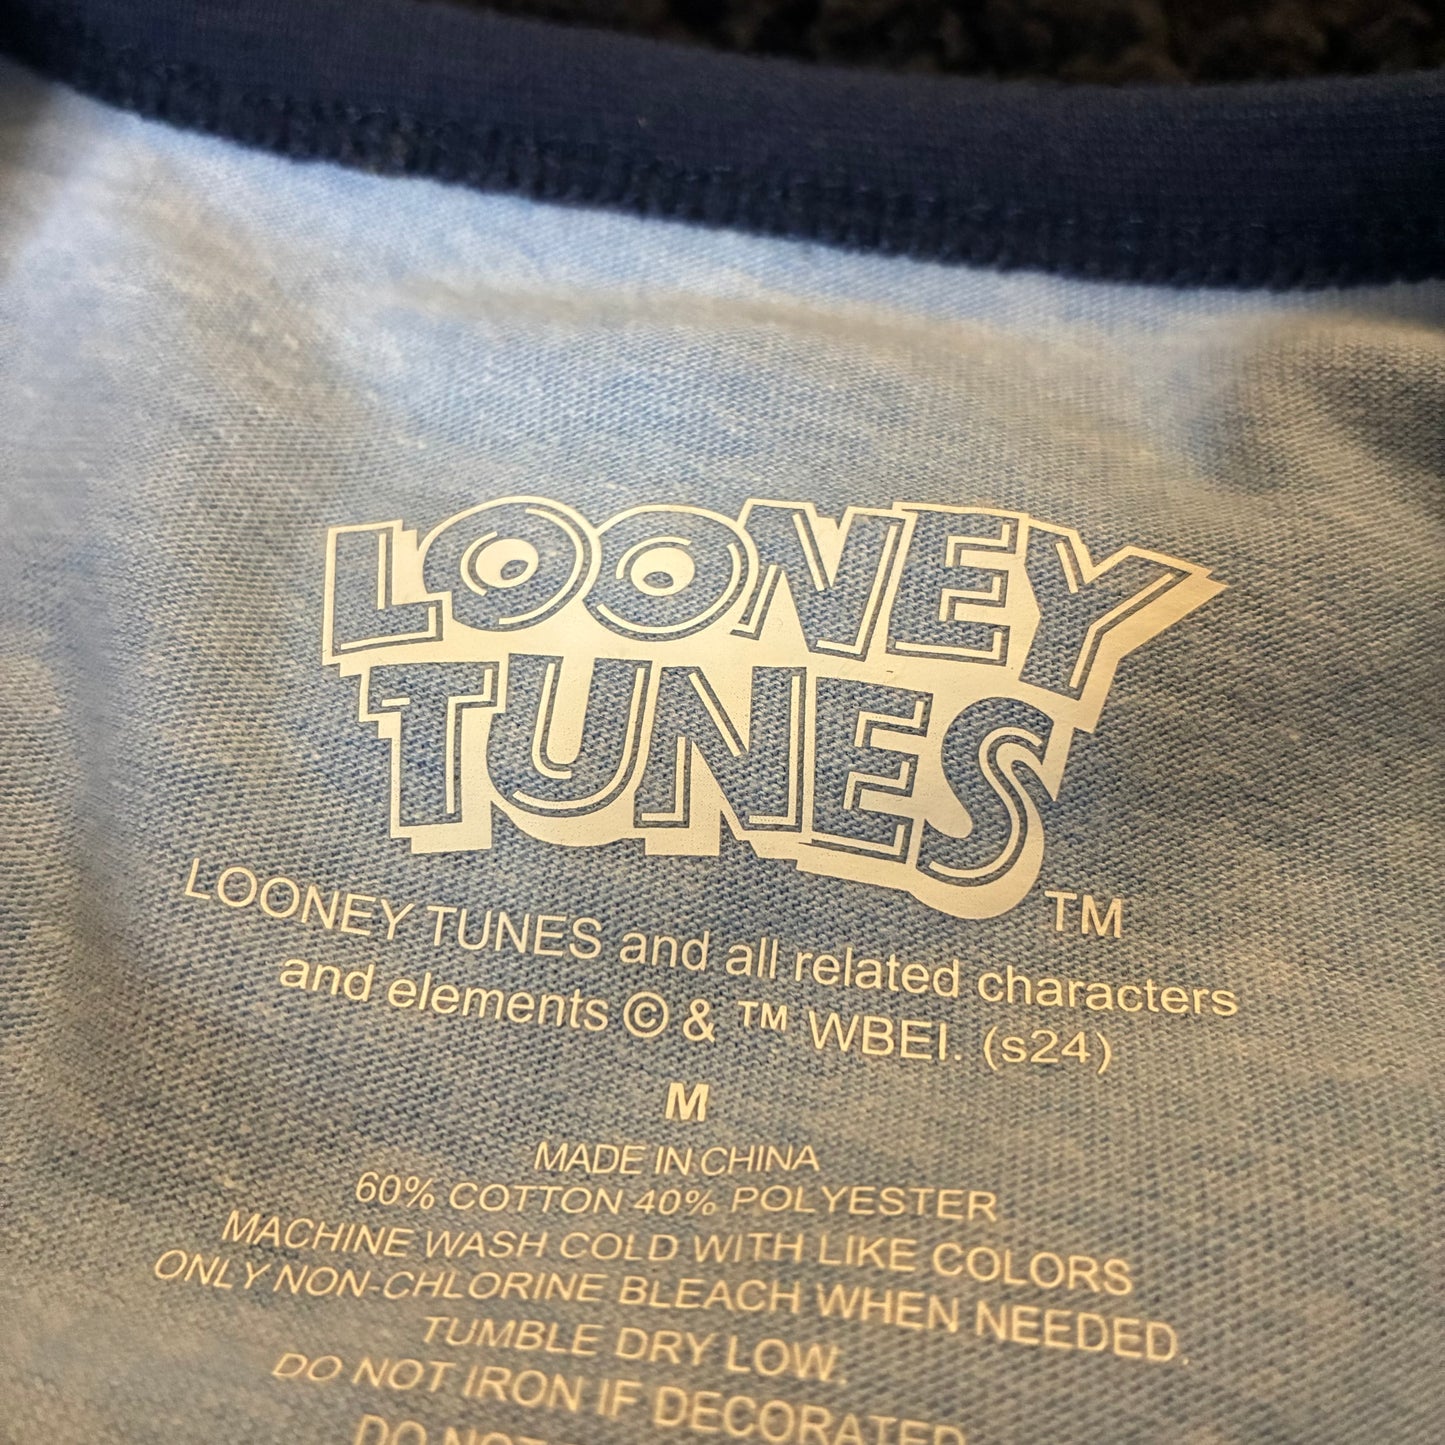 LOONEY
TUNES TM
LOONEY TUNES and all related characters
and elements © & ™ WBEI. (s24)
M
MADE IN CHINA
60% COTTON 40% POLYESTER
MACHINE WASH COLD WITH LIKE COLORS
ONLY NON-CHLORINE BLEACH WHEN NEEDED.
TUMBLE DRY LOW.
DO NOT IRON IF DECORATED
DO NOT